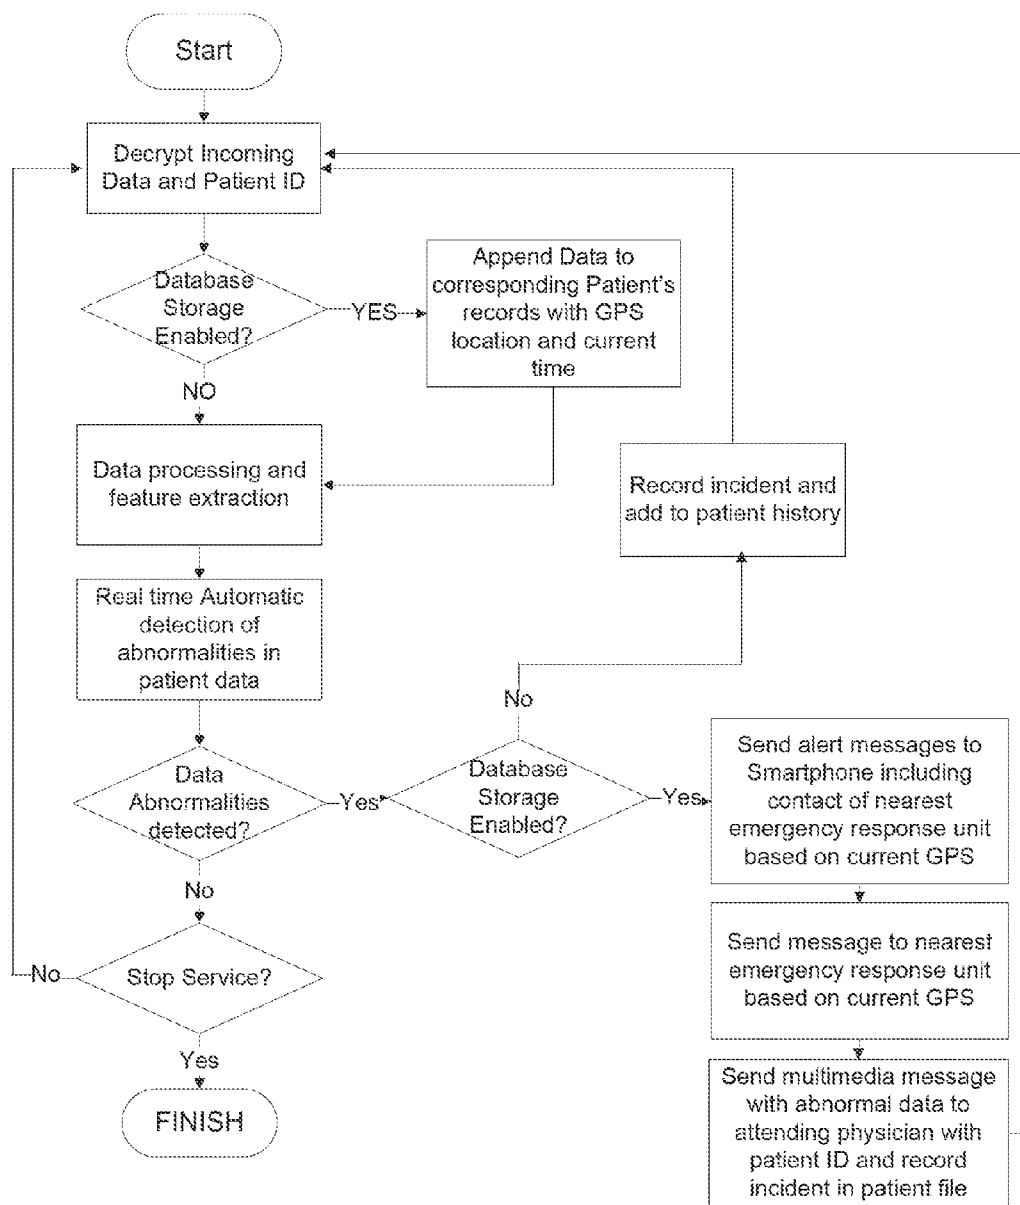 Start
Decrypt Incoming
Data and Patient ID
Database
Storage
Enabled?
YES
Append Data to
corresponding Patient's
records with GPS
location and current
time
NO
Data processing and
feature extraction
Record incident and
add to patient history
Real time Automatic
detection of
abnormalities in
patient data
No
Data
Abnormalities
detected?
Yes
Database
Storage
Enabled?
Yes
Send alert messages to
Smartphone including
contact of nearest
emergency response unit
based on current GPS
No
Send message to nearest
emergency response unit
based on current GPS
Stop Service?
No
Yes
FINISH
Send multimedia message
with abnormal data to
attending physician with
patient ID and record
incident in patient file